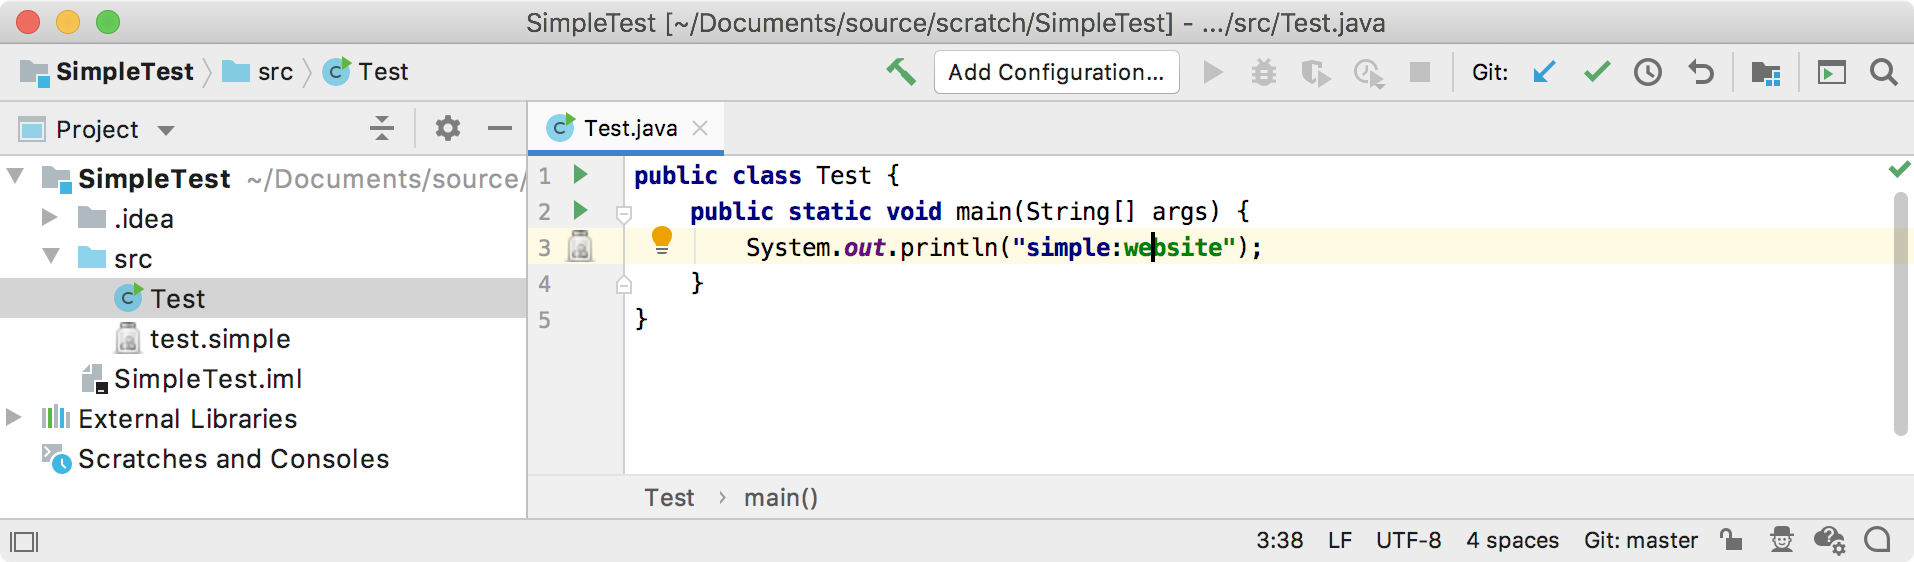 SimpleTest [~/Documents/source/scratch/SimpleTest] - .../src/Test.java
SimpleTest src Test Add Configuration... Git:
Project
SimpleTest ~/Documents/source/
.idea
src
Test
test.simple
SimpleTest.iml
External Libraries
Scratches and Consoles
Test.java
1 public class Test {
2 public static void main(String[] args) {
3 System.out.println("simple:website");
4 }
5 }
Test › main()
3:38 LF UTF-8 4 spaces Git: master